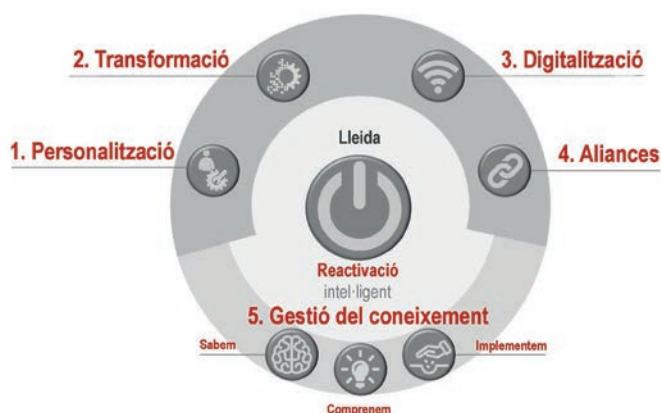 2. Transformació
3. Digitalització
1. Personalització
Lleida
4. Aliances
Reactivació
intel·ligent
5. Gestió del coneixement
Sabem
Implementem
Comprenem